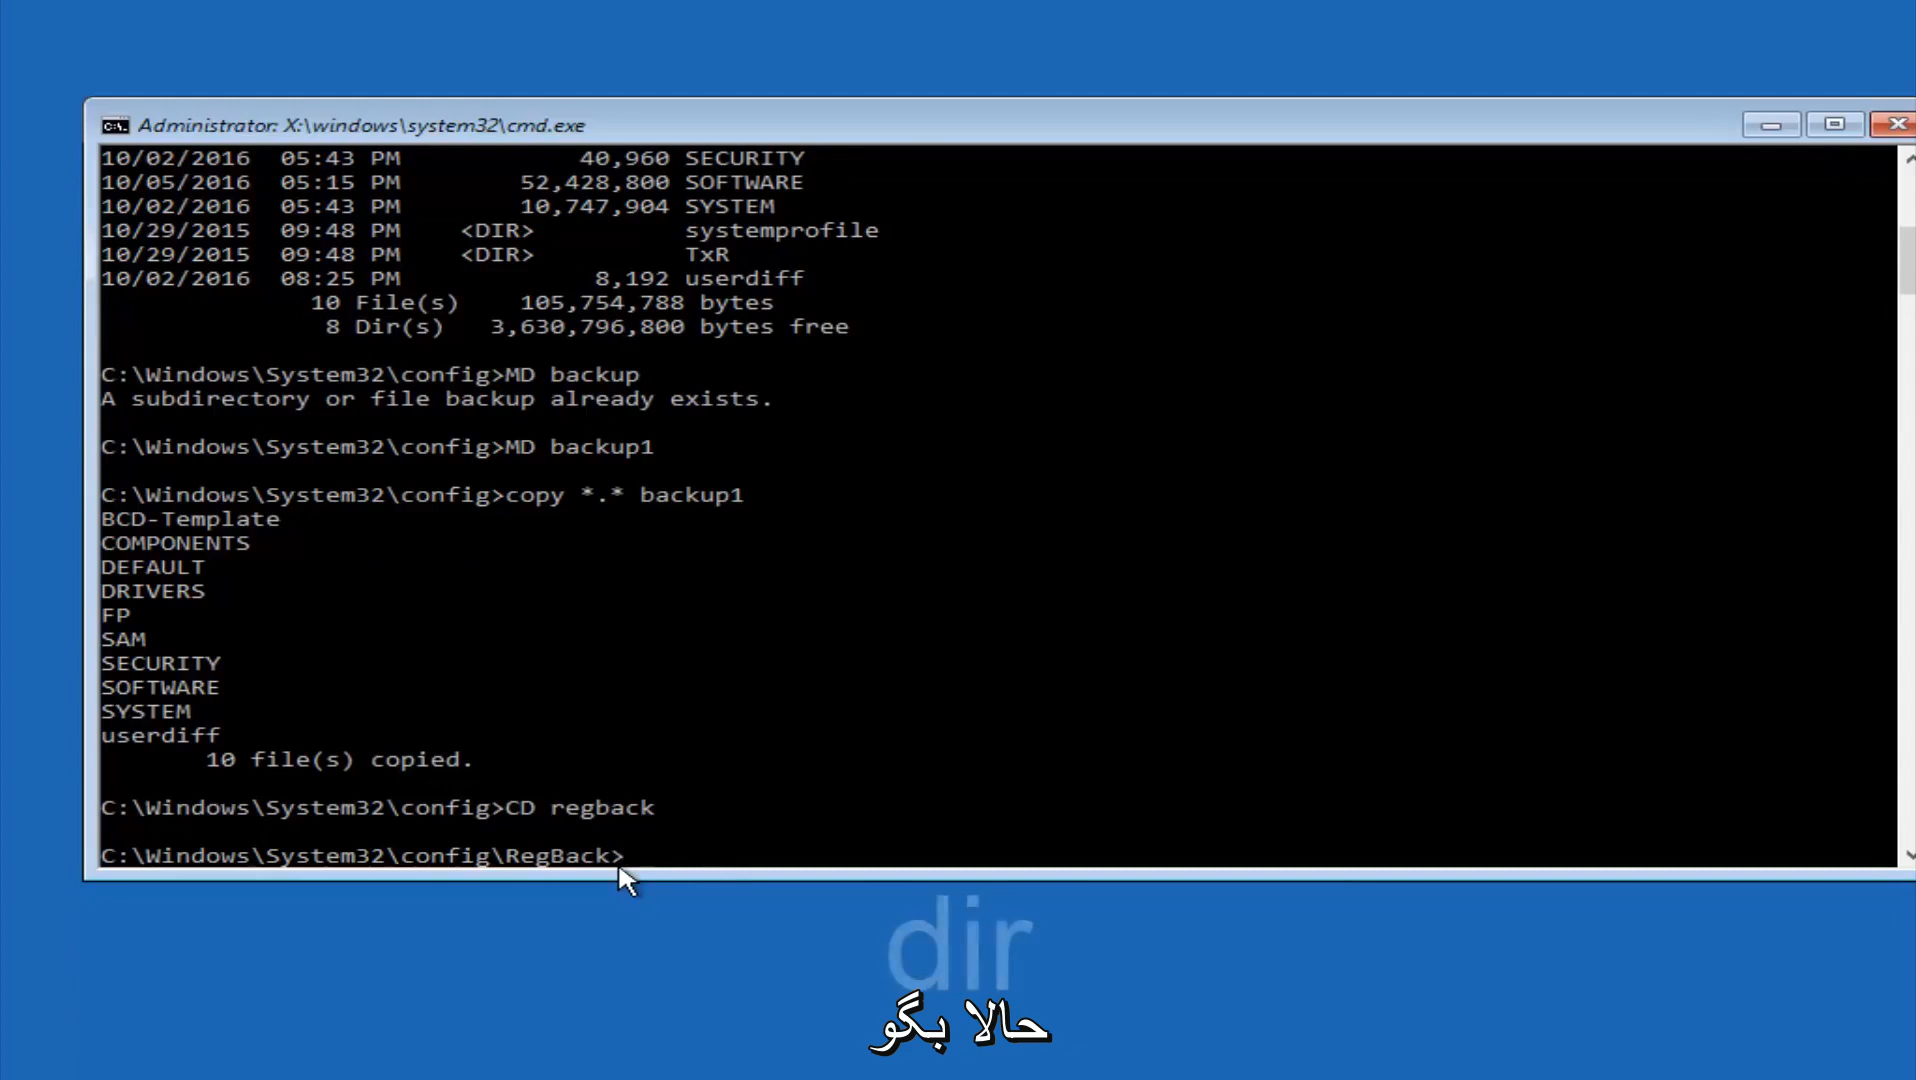 Administrator: X:\windows\system32\cmd.exe
10/02/2016  05:43 PM            40,960 SECURITY
10/05/2016  05:15 PM        52,428,800 SOFTWARE
10/02/2016  05:43 PM        10,747,904 SYSTEM
10/29/2015  09:48 PM    <DIR>          systemprofile
10/29/2015  09:48 PM    <DIR>          TxR
10/02/2016  08:25 PM             8,192 userdiff
              10 File(s)    105,754,788 bytes
               8 Dir(s)   3,630,796,800 bytes free
C:\Windows\System32\config>MD backup
A subdirectory or file backup already exists.
C:\Windows\System32\config>MD backup1
C:\Windows\System32\config>copy *.* backup1
BCD-Template
COMPONENTS
DEFAULT
DRIVERS
FP
SAM
SECURITY
SOFTWARE
SYSTEM
userdiff
       10 file(s) copied.
C:\Windows\System32\config>CD regback
C:\Windows\System32\config\RegBack>
dir
حالا بگو